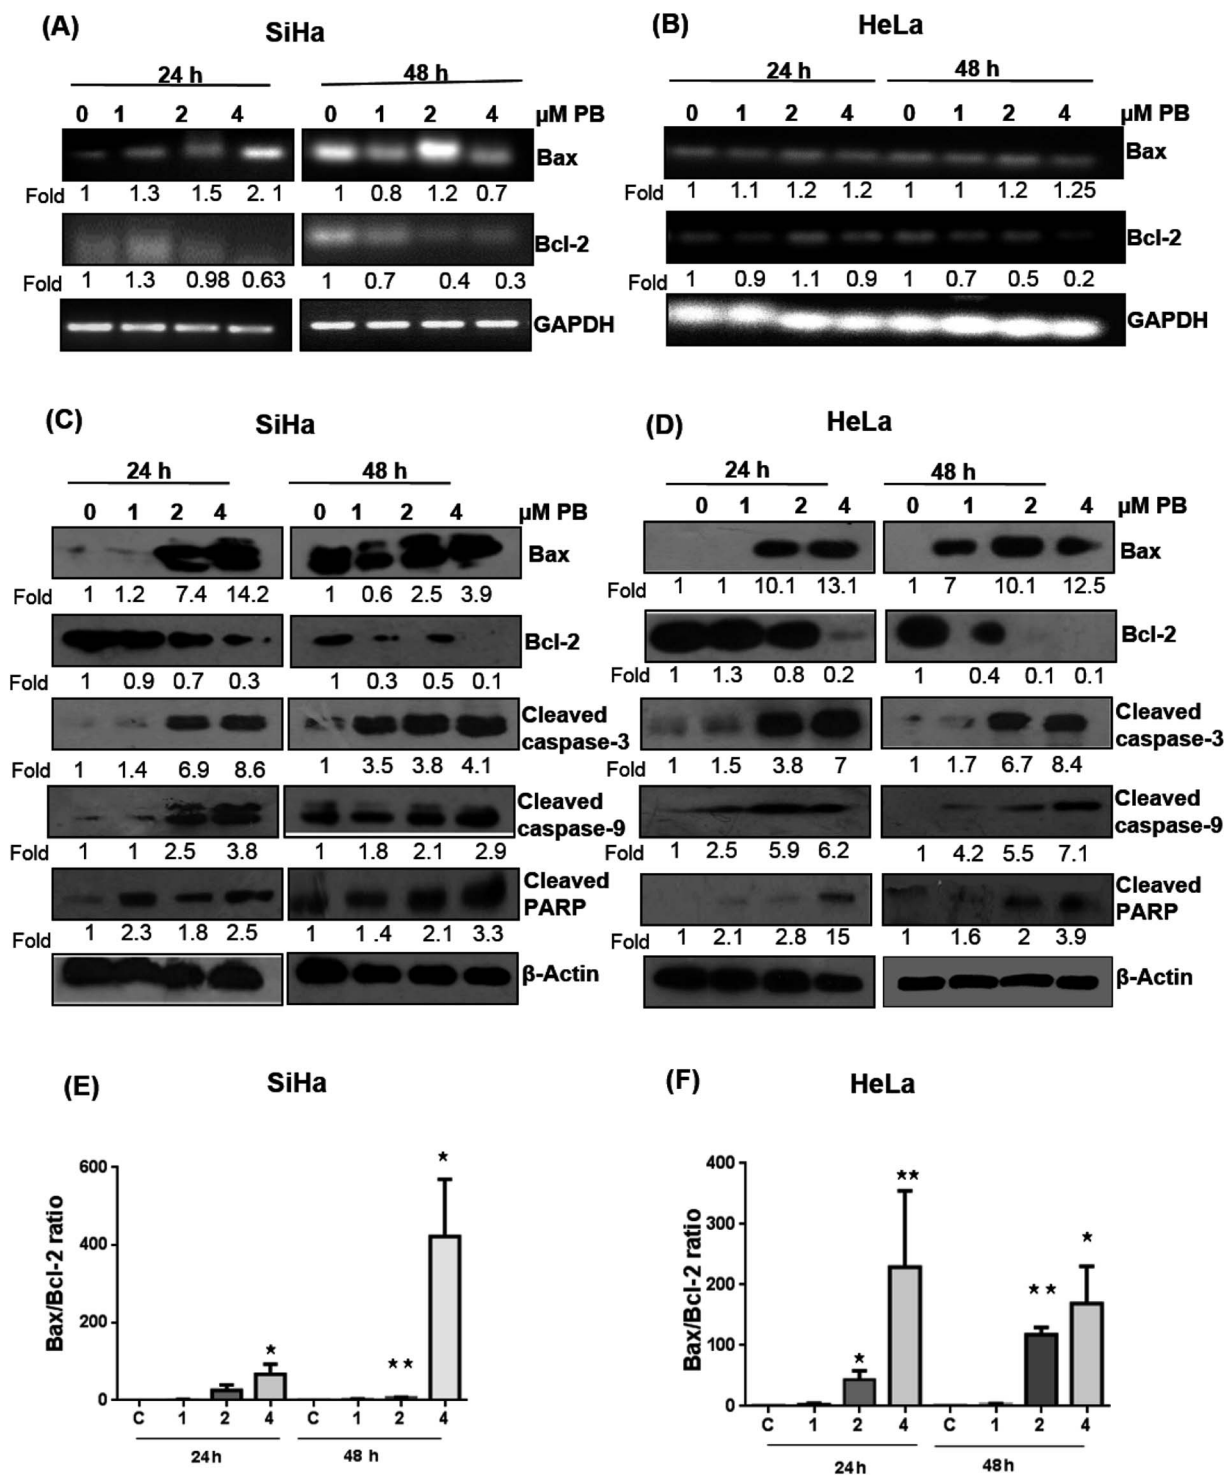 (A)
SiHa
24 h
48 h
0 1 2 4 0 1 2 4 µM PB
Bax
Fold 1 1.3 1.5 2. 1 1 0.8 1.2 0.7
Bcl-2
Fold 1 1.3 0.98 0.63 1 0.7 0.4 0.3
GAPDH
(B)
HeLa
24 h
48 h
0 1 2 4 0 1 2 4 µM PB
Bax
Fold 1 1.1 1.2 1.2 1 1 1.2 1.25
Bcl-2
Fold 1 0.9 1.1 0.9 1 0.7 0.5 0.2
GAPDH
(C)
SiHa
24 h
48 h
0 1 2 4 0 1 2 4 µM PB
Bax
Fold 1 1.2 7.4 14.2 1 0.6 2.5 3.9
Bcl-2
Fold 1 0.9 0.7 0.3 1 0.3 0.5 0.1
Cleaved
caspase-3
Fold 1 1.4 6.9 8.6 1 3.5 3.8 4.1
Cleaved
caspase-9
Fold 1 1 2.5 3.8 1 1.8 2.1 2.9
Cleaved
PARP
Fold 1 2.3 1.8 2.5 1 1 .4 2.1 3.3
β-Actin
(D)
HeLa
24 h
48 h
0 1 2 4 0 1 2 4 µM PB
Bax
Fold 1 1 10.1 13.1 1 7 10.1 12.5
Bcl-2
Fold 1 1.3 0.8 0.2 1 0.4 0.1 0.1
Cleaved
caspase-3
Fold 1 1.5 3.8 7 1 1.7 6.7 8.4
Cleaved
caspase-9
Fold 1 2.5 5.9 6.2 1 4.2 5.5 7.1
Cleaved
PARP
Fold 1 2.1 2.8 15 1 1.6 2 3.9
β-Actin
(E)
SiHa
Bax/Bcl-2 ratio
600
400
200
0
*
* *
*
C 1 2 4 C 1 2 4
24h 48h
(F)
HeLa
Bax/Bcl-2 ratio
400
300
200
100
0
*
**
* *
*
C 1 2 4 C 1 2 4
24h 48h